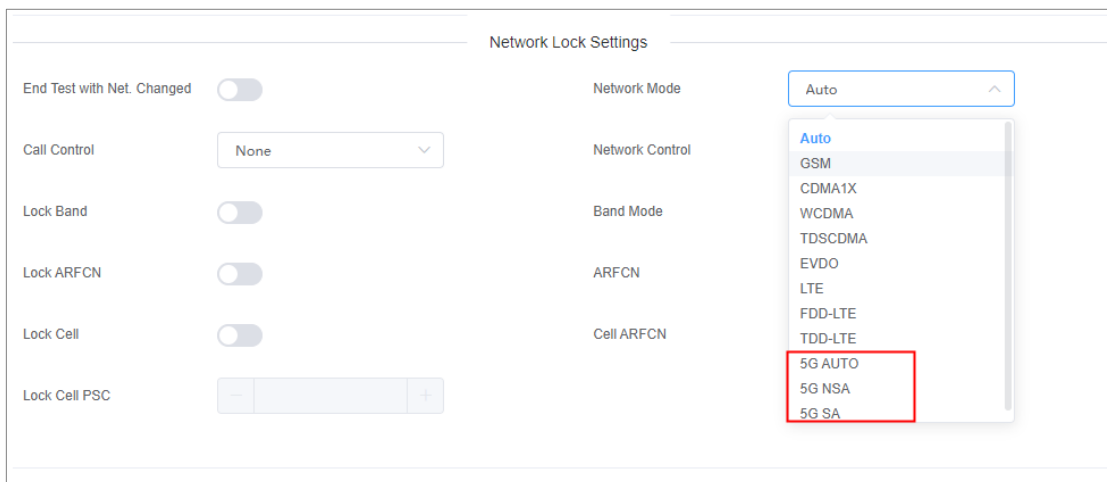 Network Lock Settings
End Test with Net. Changed
Network Mode
Auto
Call Control
None
Network Control
Lock Band
Band Mode
Lock ARFCN
ARFCN
Lock Cell
Cell ARFCN
Lock Cell PSC
Auto
GSM
CDMA1X
WCDMA
TDSCDMA
EVDO
LTE
FDD-LTE
TDD-LTE
5G AUTO
5G NSA
5G SA